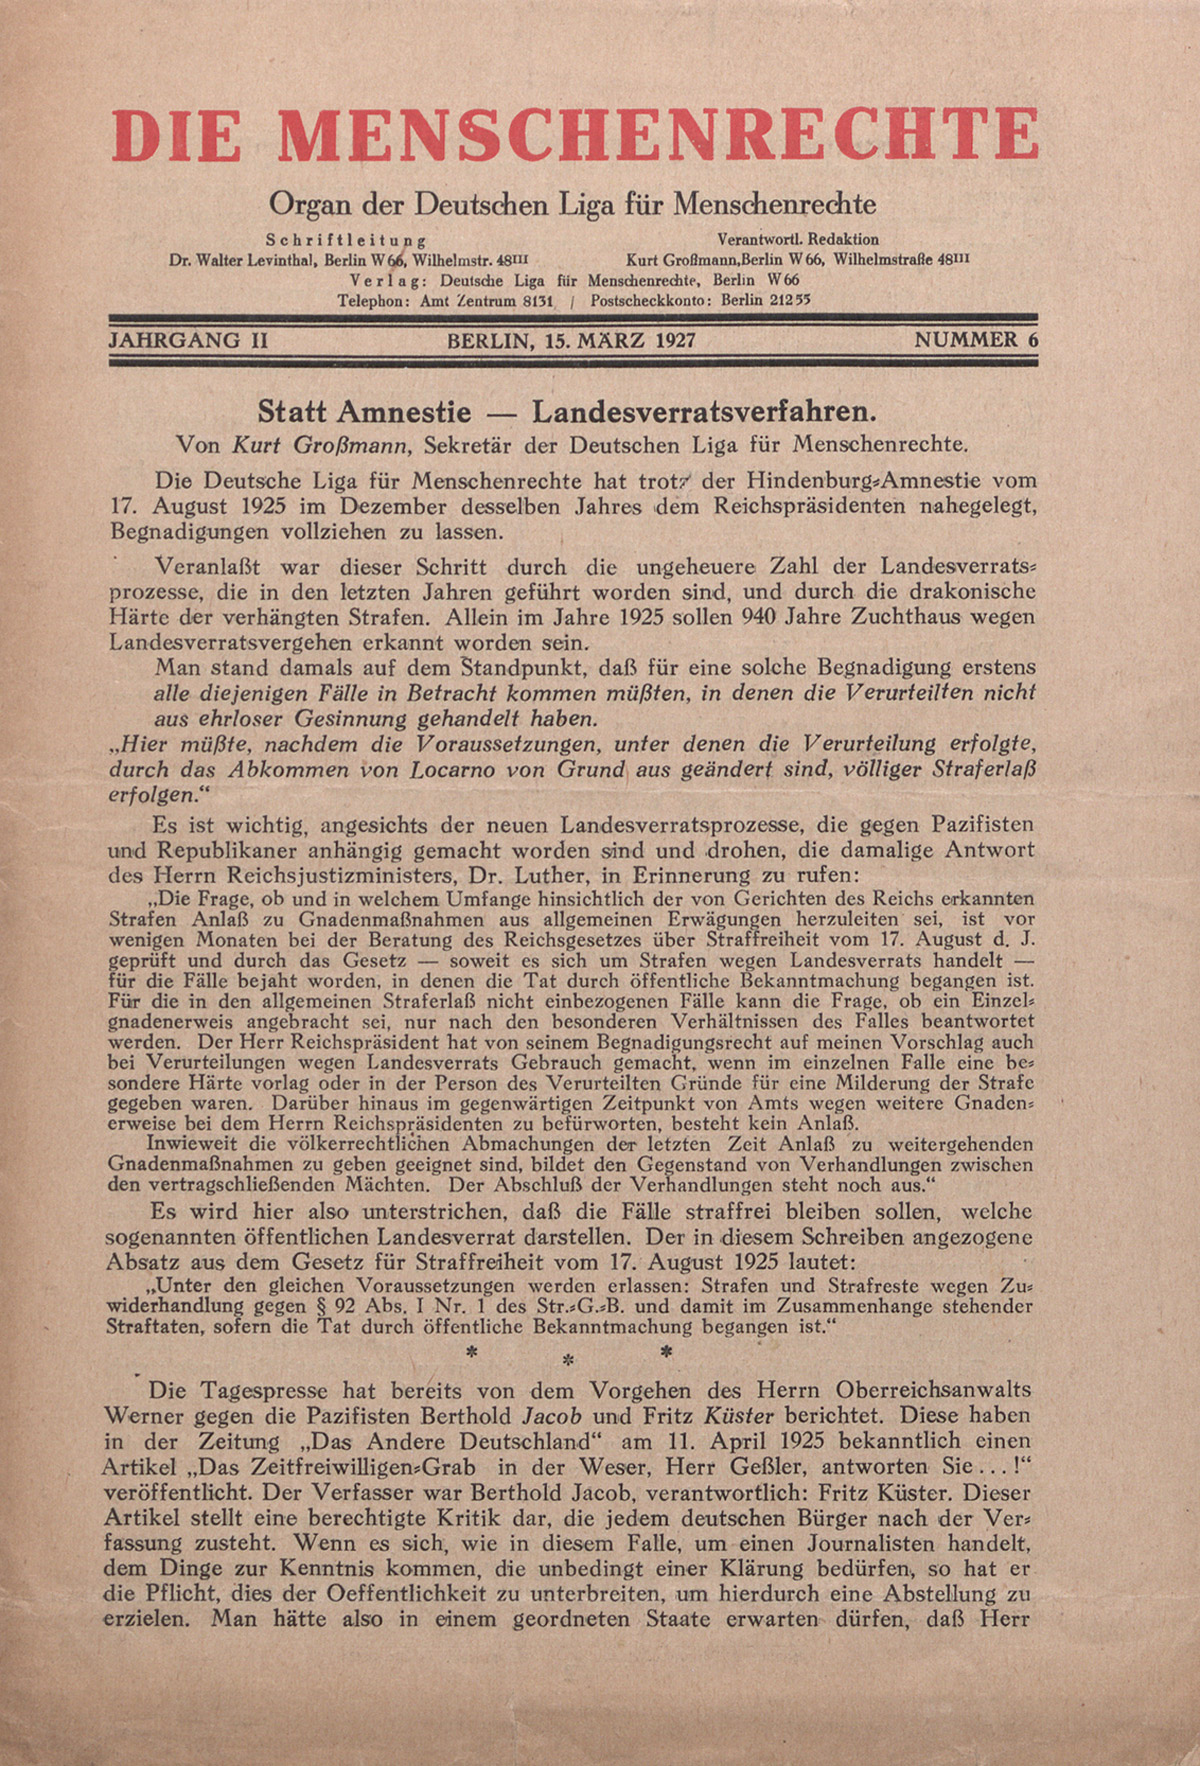 DIE MENSCHENRECHTE
Organ der Deutschen Liga für Menschenrechte
Schriftleitung
Dr. Walter Levinthal, Berlin W 66, Wilhelmstr. 48III
Verantwortl. Redaktion
Kurt Großmann, Berlin W 66, Wilhelmstraße 48III
Verlag: Deutsche Liga für Menschenrechte, Berlin W 66
Telephon: Amt Zentrum 8131 / Postscheckkonto: Berlin 21255
JAHRGANG II BERLIN, 15. MÄRZ 1927 NUMMER 6
Statt Amnestie — Landesverratsverfahren.
Von Kurt Großmann, Sekretär der Deutschen Liga für Menschenrechte.
Die Deutsche Liga für Menschenrechte hat trotz der Hindenburg=Amnestie vom
17. August 1925 im Dezember desselben Jahres dem Reichspräsidenten nahegelegt,
Begnadigungen vollziehen zu lassen.
Veranlaßt war dieser Schritt durch die ungeheuere Zahl der Landesverrats=
prozesse, die in den letzten Jahren geführt worden sind, und durch die drakonische
Härte der verhängten Strafen. Allein im Jahre 1925 sollen 940 Jahre Zuchthaus wegen
Landesverratsvergehen erkannt worden sein.
Man stand damals auf dem Standpunkt, daß für eine solche Begnadigung erstens
alle diejenigen Fälle in Betracht kommen müßten, in denen die Verurteilten nicht
aus ehrloser Gesinnung gehandelt haben.
„Hier müßte, nachdem die Voraussetzungen, unter denen die Verurteilung erfolgte,
durch das Abkommen von Locarno von Grund aus geändert sind, völliger Straferlaß
erfolgen.“
Es ist wichtig, angesichts der neuen Landesverratsprozesse, die gegen Pazifisten
und Republikaner anhängig gemacht worden sind und drohen, die damalige Antwort
des Herrn Reichsjustizministers, Dr. Luther, in Erinnerung zu rufen:
„Die Frage, ob und in welchem Umfange hinsichtlich der von Gerichten des Reichs erkannten
Strafen Anlaß zu Gnadenmaßnahmen aus allgemeinen Erwägungen herzuleiten sei, ist vor
wenigen Monaten bei der Beratung des Reichsgesetzes über Straffreiheit vom 17. August d. J.
geprüft und durch das Gesetz — soweit es sich um Strafen wegen Landesverrats handelt —
für die Fälle bejaht worden, in denen die Tat durch öffentliche Bekanntmachung begangen ist.
Für die in den allgemeinen Straferlaß nicht einbezogenen Fälle kann die Frage, ob ein Einzel=
gnadenerweis angebracht sei, nur nach den besonderen Verhältnissen des Falles beantwortet
werden. Der Herr Reichspräsident hat von seinem Begnadigungsrecht auf meinen Vorschlag auch
bei Verurteilungen wegen Landesverrats Gebrauch gemacht, wenn im einzelnen Falle eine be=
sondere Härte vorlag oder in der Person des Verurteilten Gründe für eine Milderung der Strafe
gegeben waren. Darüber hinaus im gegenwärtigen Zeitpunkt von Amts wegen weitere Gnaden=
erweise bei dem Herrn Reichspräsidenten zu befürworten, besteht kein Anlaß.
Inwieweit die völkerrechtlichen Abmachungen der letzten Zeit Anlaß zu weitergehenden
Gnadenmaßnahmen zu geben geeignet sind, bildet den Gegenstand von Verhandlungen zwischen
den vertragschließenden Mächten. Der Abschluß der Verhandlungen steht noch aus.“
Es wird hier also unterstrichen, daß die Fälle straffrei bleiben sollen, welche
sogenannten öffentlichen Landesverrat darstellen. Der in diesem Schreiben angezogene
Absatz aus dem Gesetz für Straffreiheit vom 17. August 1925 lautet:
„Unter den gleichen Voraussetzungen werden erlassen: Strafen und Strafreste wegen Zu=
widerhandlung gegen § 92 Abs. I Nr. 1 des Str.=G.=B. und damit im Zusammenhange stehender
Straftaten, sofern die Tat durch öffentliche Bekanntmachung begangen ist.“
* * *
Die Tagespresse hat bereits von dem Vorgehen des Herrn Oberreichsanwalts
Werner gegen die Pazifisten Berthold Jacob und Fritz Küster berichtet. Diese haben
in der Zeitung „Das Andere Deutschland“ am 11. April 1925 bekanntlich einen
Artikel „Das Zeitfreiwilligen=Grab in der Weser, Herr Geßler, antworten Sie...!“
veröffentlicht. Der Verfasser war Berthold Jacob, verantwortlich: Fritz Küster. Dieser
Artikel stellt eine berechtigte Kritik dar, die jedem deutschen Bürger nach der Ver=
fassung zusteht. Wenn es sich, wie in diesem Falle, um einen Journalisten handelt,
dem Dinge zur Kenntnis kommen, die unbedingt einer Klärung bedürfen, so hat er
die Pflicht, dies der Oeffentlichkeit zu unterbreiten, um hierdurch eine Abstellung zu
erzielen. Man hätte also in einem geordneten Staate erwarten dürfen, daß Herr